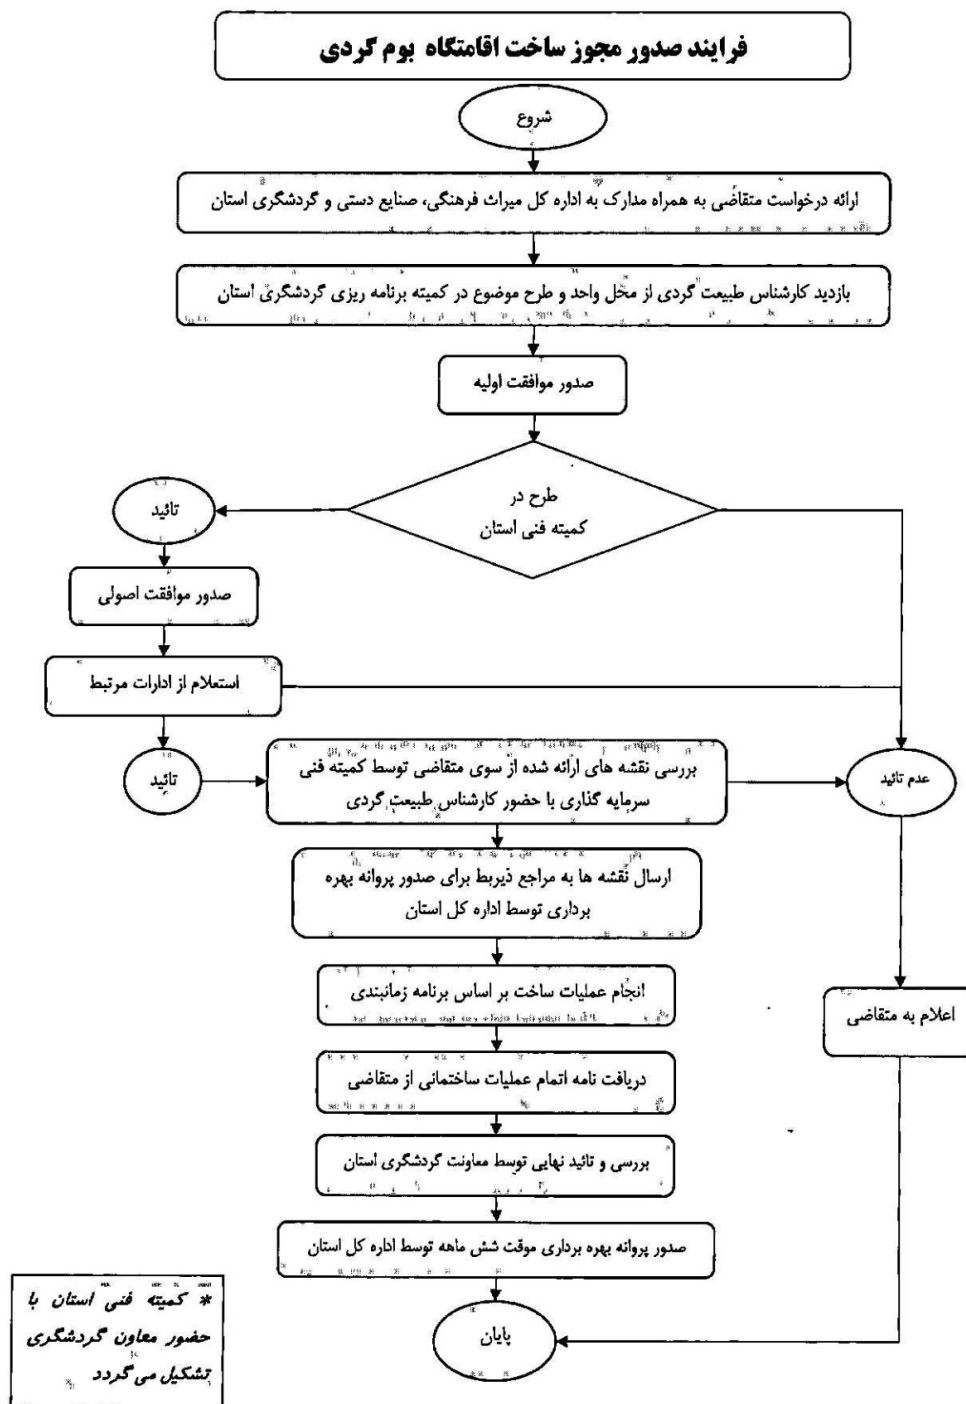 فرایند صدور مجوز ساخت اقامتگاه بوم گردی
شروع
ارائه درخواست متقاضی به همراه مدارک به اداره کل میراث فرهنگی، صنایع دستی و گردشگری استان
بازدید کارشناس طبیعت گردی از محل واحد و طرح موضوع در کمیته برنامه ریزی گردشگری استان
صدور موافقت اولیه
طرح در
کمیته فنی استان
تائید
صدور موافقت اصولی
استعلام از ادارات مرتبط
تائید
بررسی نقشه های ارائه شده از سوی متقاضی توسط کمیته فنی
سرمایه گذاری با حضور کارشناس طبیعت گردی
عدم تائید
ارسال نقشه ها به مراجع ذیربط برای صدور پروانه بهره
برداری توسط اداره کل استان
انجام عملیات ساخت بر اساس برنامه زمانبندی
اعلام به متقاضی
دریافت نامه اتمام عملیات ساختمانی از متقاضی
بررسی و تائید نهایی توسط معاونت گردشگری استان
صدور پروانه بهره برداری موقت شش ماهه توسط اداره کل استان
پایان
* کمیته فنی استان با
حضور معاون گردشگری
تشکیل می گردد